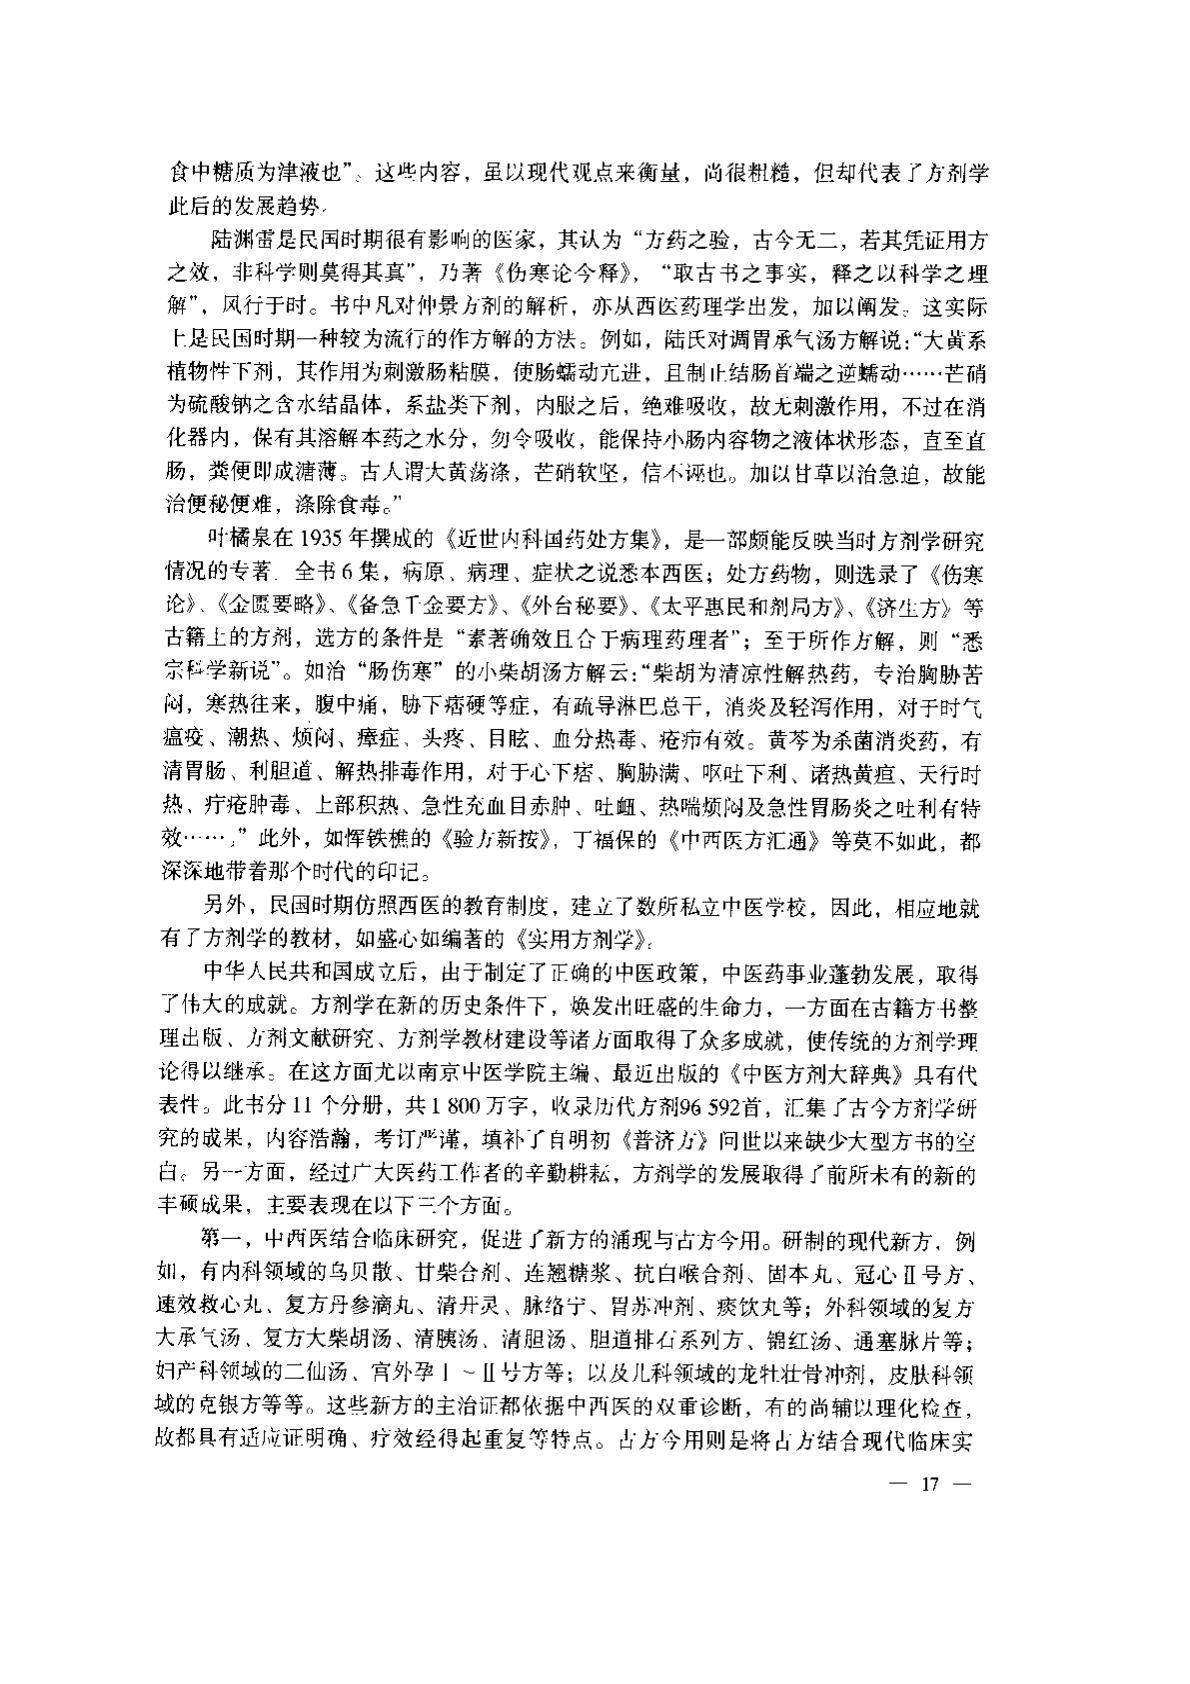 食中糖质为津液也”。这些内容，虽以现代观点来衡量，尚很粗糙，但却代表了方剂学
此后的发展趋势。
陆渊雷是民国时期很有影响的医家，其认为“方药之验，古今无二，若其凭证用方
之效，非科学则莫得其真”，乃著《伤寒论今释》，“取古书之事实，释之以科学之理
解”，风行于时。书中凡对仲景方剂的解析，亦从西医药理学出发，加以阐发。这实际
上是民国时期一种较为流行的作方解的方法。例如，陆氏对调胃承气汤方解说：“大黄系
植物性下剂，其作用为刺激肠粘膜，使肠蠕动亢进，且制止结肠首端之逆蠕动……芒硝
为硫酸钠之含水结晶体，系盐类下剂，内服之后，绝难吸收，故无刺激作用，不过在消
化器内，保有其溶解本药之水分，勿令吸收，能保持小肠内容物之液体状形态，直至直
肠，粪便即成溏薄。古人谓大黄荡涤，芒硝软坚，信不诬也。加以甘草以治急迫，故能
治便秘便难，涤除食毒。”
叶橘泉在 1935 年撰成的《近世内科国药处方集》，是一部颇能反映当时方剂学研究
情况的专著．全书 6 集，病原、病理、症状之说悉本西医；处方药物，则选录了《伤寒
论》、《金匮要略》、《备急千金要方》、《外台秘要》、《太平惠民和剂局方》、《济生方》等
古籍上的方剂，选方的条件是“素著确效且合于病理药理者”；至于所作方解，则“悉
宗科学新说”。如治“肠伤寒”的小柴胡汤方解云：“柴胡为清凉性解热药，专治胸胁苦
闷，寒热往来，腹中痛，胁下痞硬等症，有疏导淋巴总干，消炎及轻泻作用，对于时气
瘟疫、潮热、烦闷、瘴症、头疼、目眩、血分热毒、疮疖有效。黄芩为杀菌消炎药，有
清胃肠、利胆道、解热排毒作用，对于心下痞、胸胁满、呕吐下利、诸热黄疸、天行时
热、疔疮肿毒、上部积热、急性充血目赤肿、吐衄、热喘烦闷及急性胃肠炎之吐利有特
效……。”此外，如恽铁樵的《验方新按》，丁福保的《中西医方汇通》等莫不如此，都
深深地带着那个时代的印记。
另外，民国时期仿照西医的教育制度，建立了数所私立中医学校，因此，相应地就
有了方剂学的教材，如盛心如编著的《实用方剂学》。
中华人民共和国成立后，由于制定了正确的中医政策，中医药事业蓬勃发展，取得
了伟大的成就。方剂学在新的历史条件下，焕发出旺盛的生命力，一方面在古籍方书整
理出版、方剂文献研究、方剂学教材建设等诸方面取得了众多成就，使传统的方剂学理
论得以继承。在这方面尤以南京中医学院主编、最近出版的《中医方剂大辞典》具有代
表性。此书分 11 个分册，共 1 800 万字，收录历代方剂96 592首，汇集了古今方剂学研
究的成果，内容浩瀚，考订严谨，填补了自明初《普济方》问世以来缺少大型方书的空
白。另一方面，经过广大医药工作者的辛勤耕耘，方剂学的发展取得了前所未有的新的
丰硕成果，主要表现在以下三个方面。
第一，中西医结合临床研究，促进了新方的涌现与古方今用。研制的现代新方，例
如，有内科领域的乌贝散、甘柴合剂、连翘糖浆、抗白喉合剂、固本丸、冠心Ⅱ号方、
速效救心丸、复方丹参滴丸、清开灵、脉络宁、胃苏冲剂、痰饮丸等；外科领域的复方
大承气汤、复方大柴胡汤、清胰汤、清胆汤、胆道排石系列方、锦红汤、通塞脉片等；
妇产科领域的二仙汤、宫外孕Ⅰ～Ⅱ号方等；以及儿科领域的龙牡壮骨冲剂，皮肤科领
域的克银方等等。这些新方的主治证都依据中西医的双重诊断，有的尚辅以理化检查，
故都具有适应证明确、疗效经得起重复等特点。古方今用则是将古方结合现代临床实
— 17 —